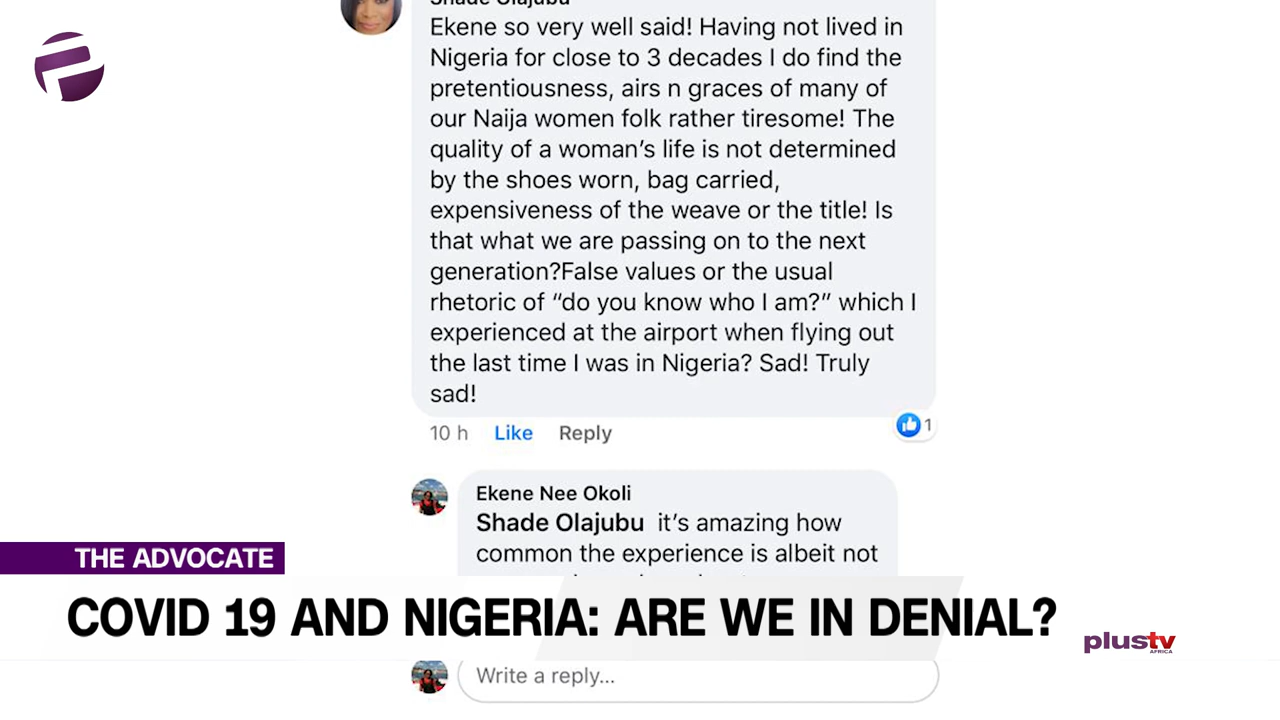 Shade Olajubu
Ekene so very well said! Having not lived in
Nigeria for close to 3 decades I do find the
pretentiousness, airs n graces of many of
our Naija women folk rather tiresome! The
quality of a woman’s life is not determined
by the shoes worn, bag carried,
expensiveness of the weave or the title! Is
that what we are passing on to the next
generation?False values or the usual
rhetoric of “do you know who I am?” which I
experienced at the airport when flying out
the last time I was in Nigeria? Sad! Truly
sad!
10 h Like Reply 1
Ekene Nee Okoli
Shade Olajubu it’s amazing how
common the experience is albeit not
THE ADVOCATE
COVID 19 AND NIGERIA: ARE WE IN DENIAL?
plustv
AFRICA
Write a reply...